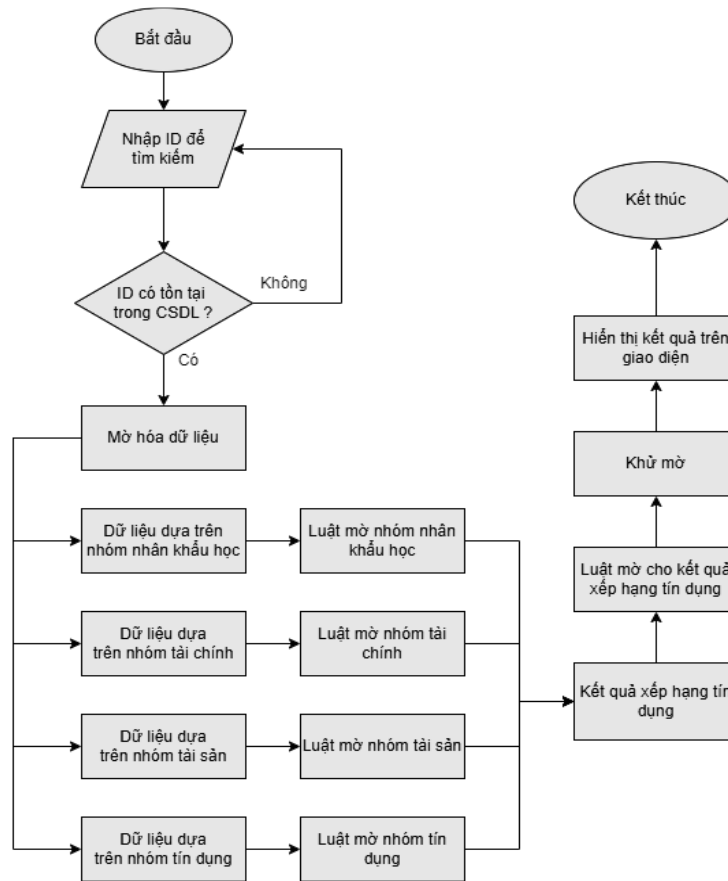 Bắt đầu
Nhập ID để
tìm kiếm
ID có tồn tại
trong CSDL ?
Không
Có
Mờ hóa dữ liệu
Dữ liệu dựa trên
nhóm nhân khẩu học
Luật mờ nhóm nhân
khẩu học
Dữ liệu dựa
trên nhóm tài chính
Luật mờ nhóm tài
chính
Dữ liệu dựa
trên nhóm tài sản
Luật mờ nhóm tài sản
Dữ liệu dựa
trên nhóm tín dụng
Luật mờ nhóm tín
dụng
Kết quả xếp hạng tín
dụng
Luật mờ cho kết quả
xếp hạng tín dụng
Khử mờ
Hiển thị kết quả trên
giao diện
Kết thúc